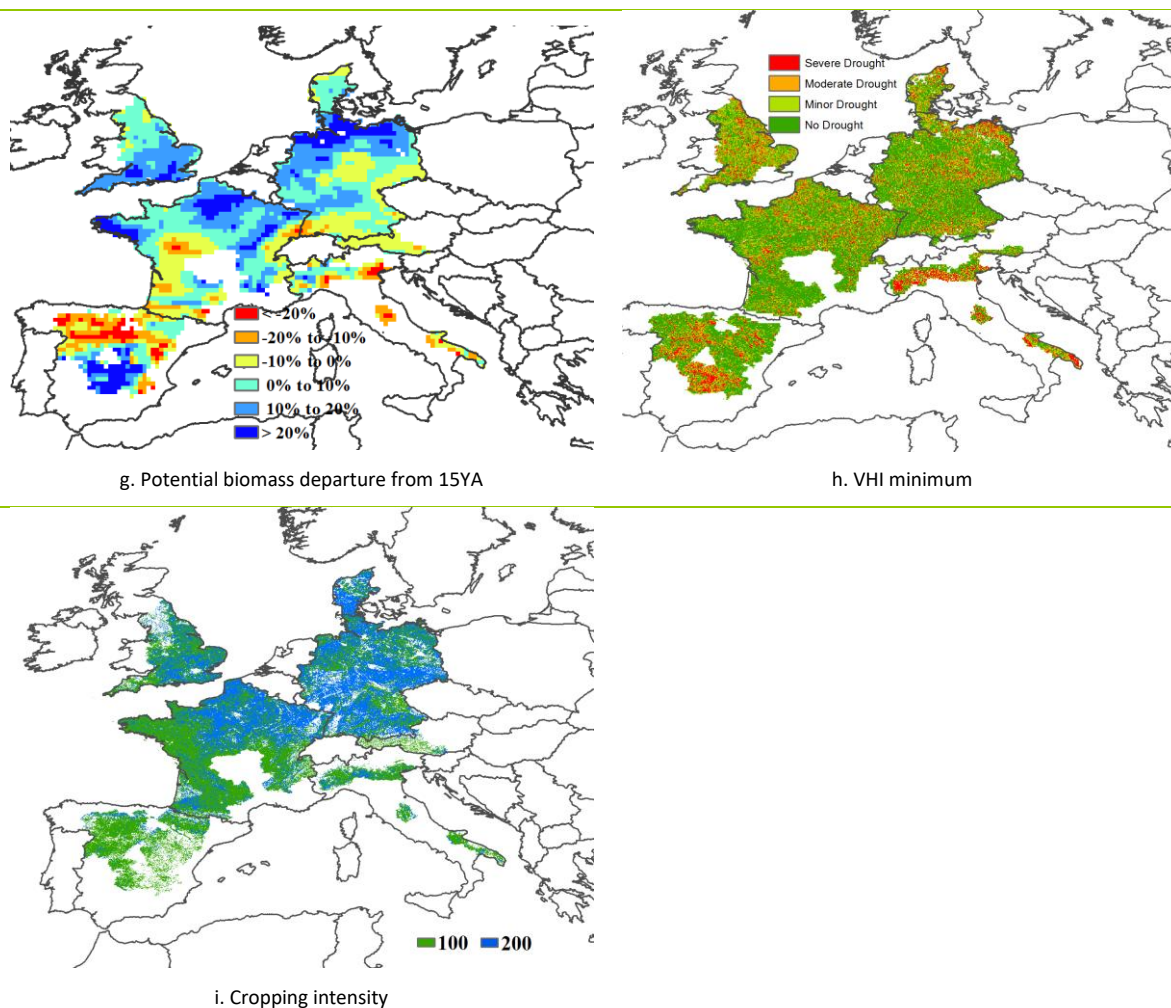 < -20%
-20% to -10%
-10% to 0%
0% to 10%
10% to 20%
> 20%
g. Potential biomass departure from 15YA
Severe Drought
Moderate Drought
Minor Drought
No Drought
h. VHI minimum
100 200
i. Cropping intensity